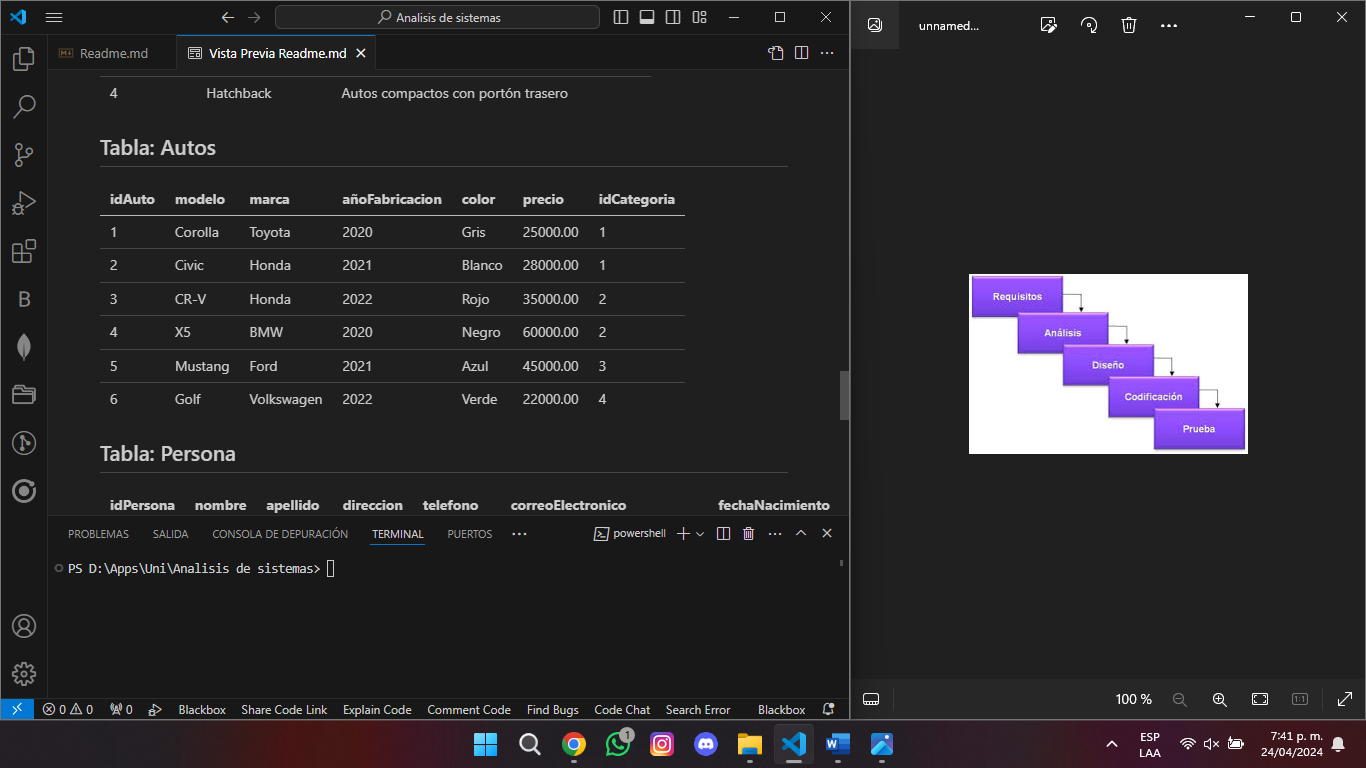 Analisis de sistemas
unnamed...
Readme.md
Vista Previa Readme.md
4 Hatchback Autos compactos con portón trasero
Tabla: Autos
idAuto modelo marca añoFabricacion color precio idCategoria
1 Corolla Toyota 2020 Gris 25000.00 1
2 Civic Honda 2021 Blanco 28000.00 1
3 CR-V Honda 2022 Rojo 35000.00 2
4 X5 BMW 2020 Negro 60000.00 2
5 Mustang Ford 2021 Azul 45000.00 3
6 Golf Volkswagen 2022 Verde 22000.00 4
Tabla: Persona
idPersona nombre apellido direccion telefono correoElectronico fechaNacimiento
B
PROBLEMAS SALIDA CONSOLA DE DEPURACIÓN TERMINAL PUERTOS
powershell
PS D:\Apps\Uni\Analisis de sistemas>
0 0 0 Blackbox Share Code Link Explain Code Comment Code Find Bugs Code Chat Search Error Blackbox
Requisitos
Análisis
Diseño
Codificación
Prueba
100 %
1:1
1
ESP
LAA
7:41 p. m.
24/04/2024